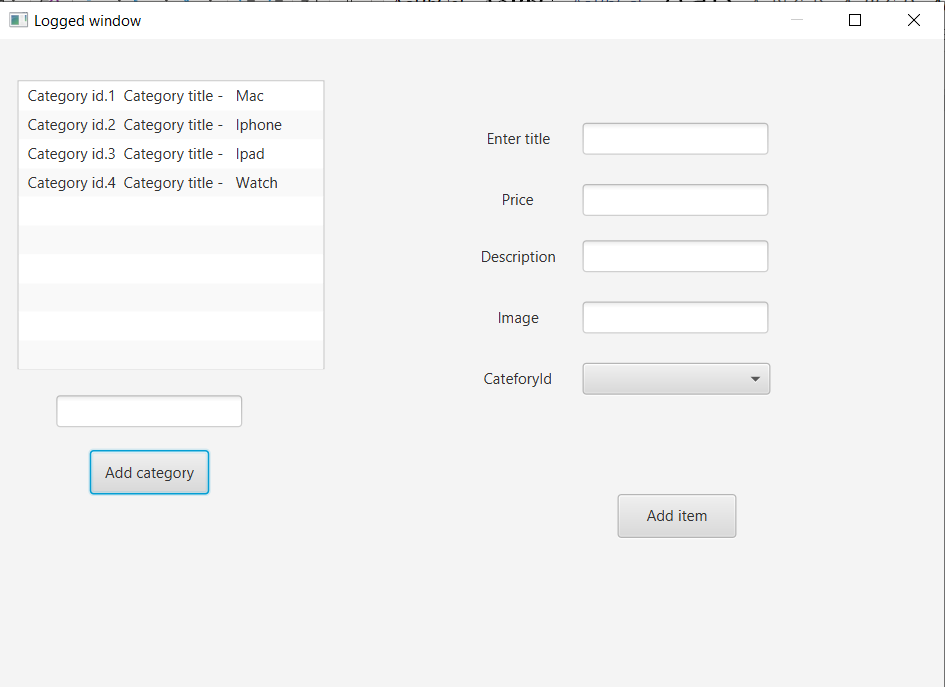 Logged window
Category id.1 Category title - Mac
Category id.2 Category title - Iphone
Category id.3 Category title - Ipad
Category id.4 Category title - Watch
Add category
Enter title
Price
Description
Image
CateforyId
Add item